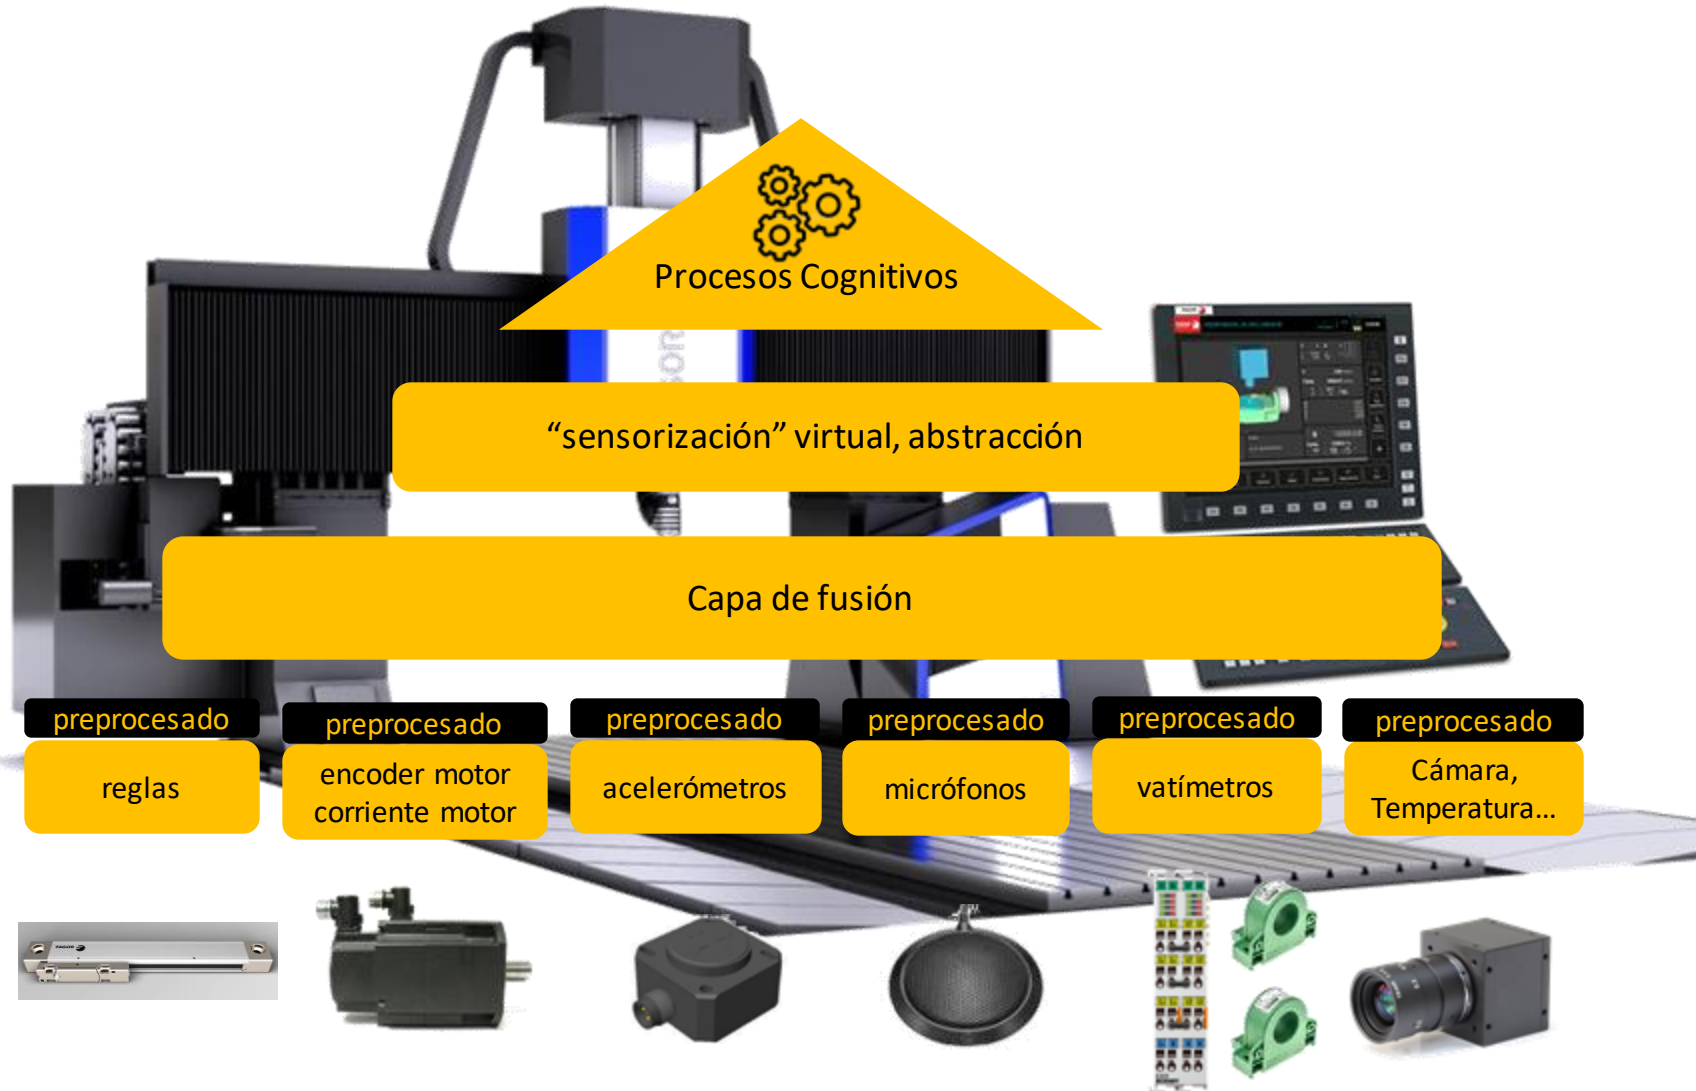 Procesos Cognitivos
“sensorización” virtual, abstracción
Capa de fusión
preprocesado
preprocesado
preprocesado
preprocesado
preprocesado
preprocesado
reglas
encoder motor
corriente motor
acelerómetros
micrófonos
vatímetros
Cámara,
Temperatura...
FAGOR